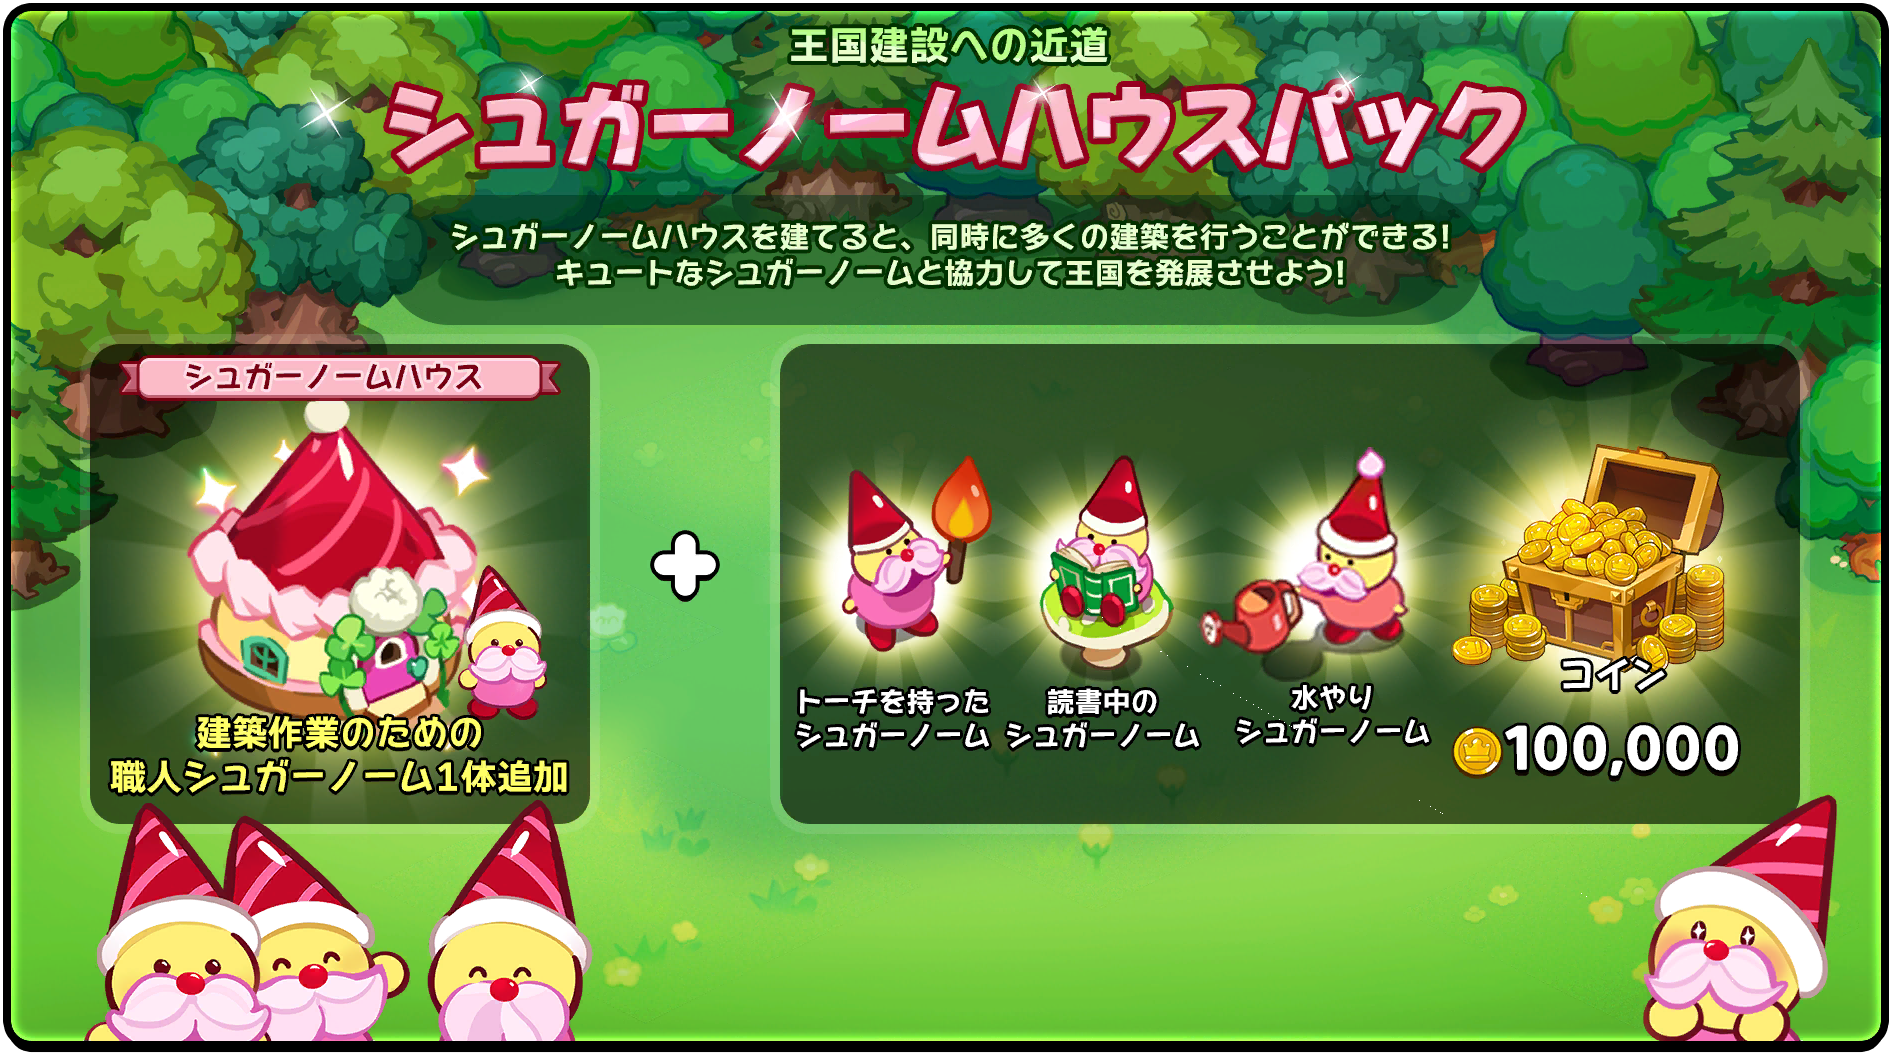 王国建設への近道
シュガーノームハウスパック
シュガーノームハウスを建てると、同時に多くの建築を行うことができる!
キュートなシュガーノームと協力して王国を発展させよう!
シュガーノームハウス
建築作業のための
職人シュガーノーム1体追加
トーチを持った
シュガーノーム
読書中の
シュガーノーム
水やり
シュガーノーム
コイン
100,000